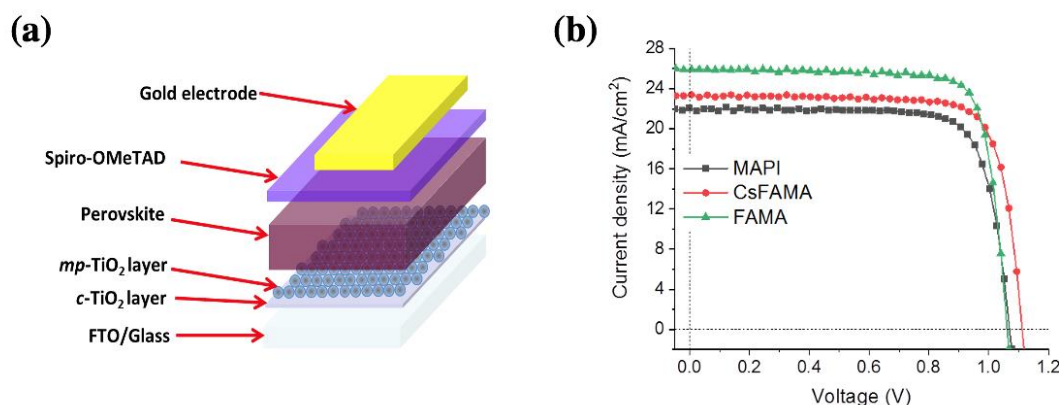 (a)
Gold electrode
Spiro-OMeTAD
Perovskite
mp-TiO₂ layer
c-TiO₂ layer
FTO/Glass
(b)
Current density (mA/cm²)
28
24
20
16
12
8
4
0
MAPI
CsFAMA
FAMA
0.0 0.2 0.4 0.6 0.8 1.0 1.2
Voltage (V)